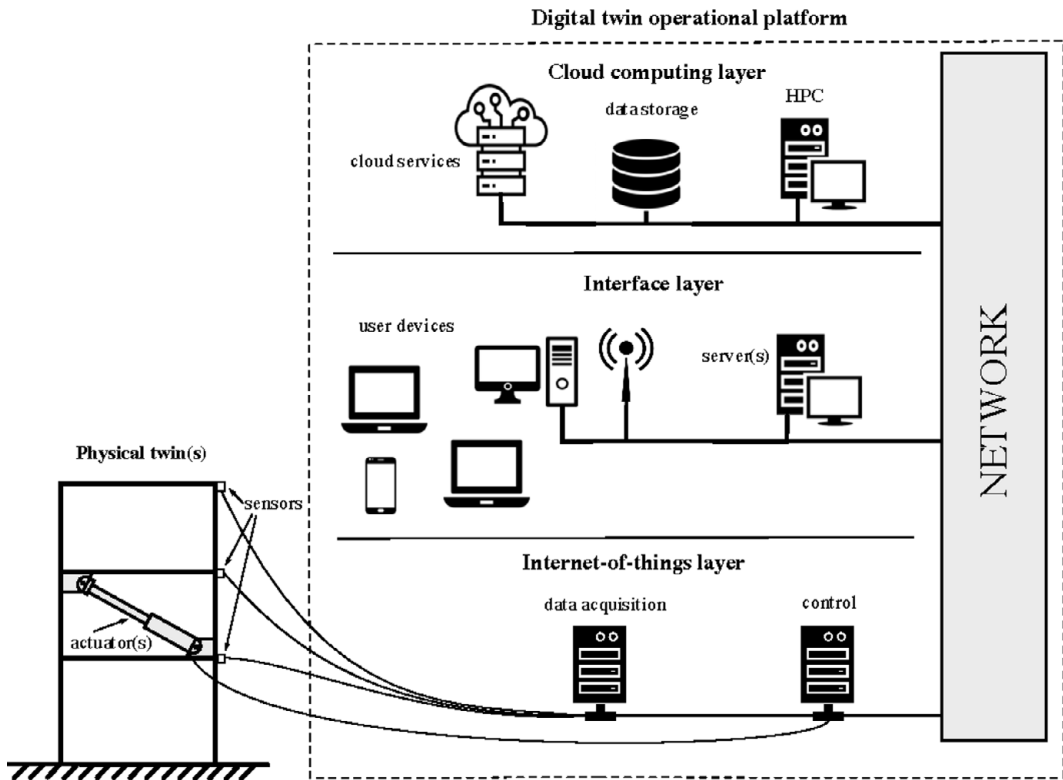 Digital twin operational platform
Cloud computing layer
HPC
data storage
cloud services
Interface layer
user devices
server(s)
NETWORK
Physical twin(s)
sensors
actuator(s)
Internet-of-things layer
data acquisition
control